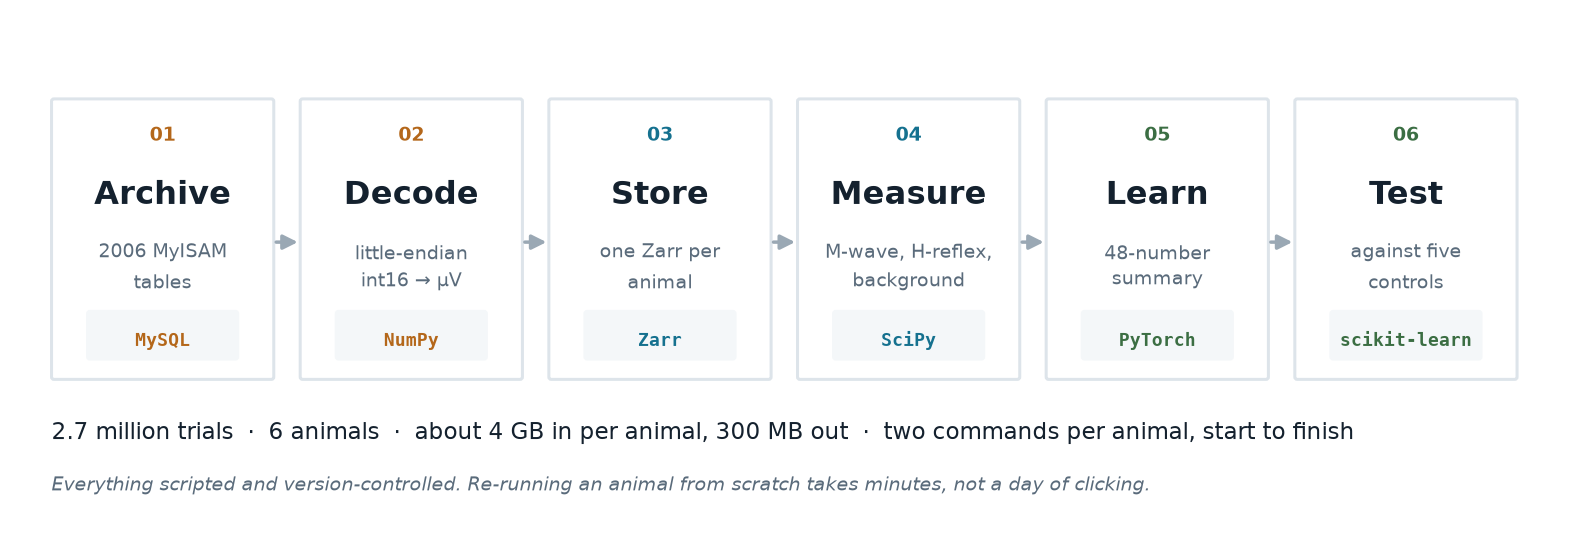 01
Archive
2006 MyISAM
tables
MySQL
02
Decode
little-endian
int16 → µV
NumPy
03
Store
one Zarr per
animal
Zarr
04
Measure
M-wave, H-reflex,
background
SciPy
05
Learn
48-number
summary
PyTorch
06
Test
against five
controls
scikit-learn
2.7 million trials · 6 animals · about 4 GB in per animal, 300 MB out · two commands per animal, start to finish
Everything scripted and version-controlled. Re-running an animal from scratch takes minutes, not a day of clicking.